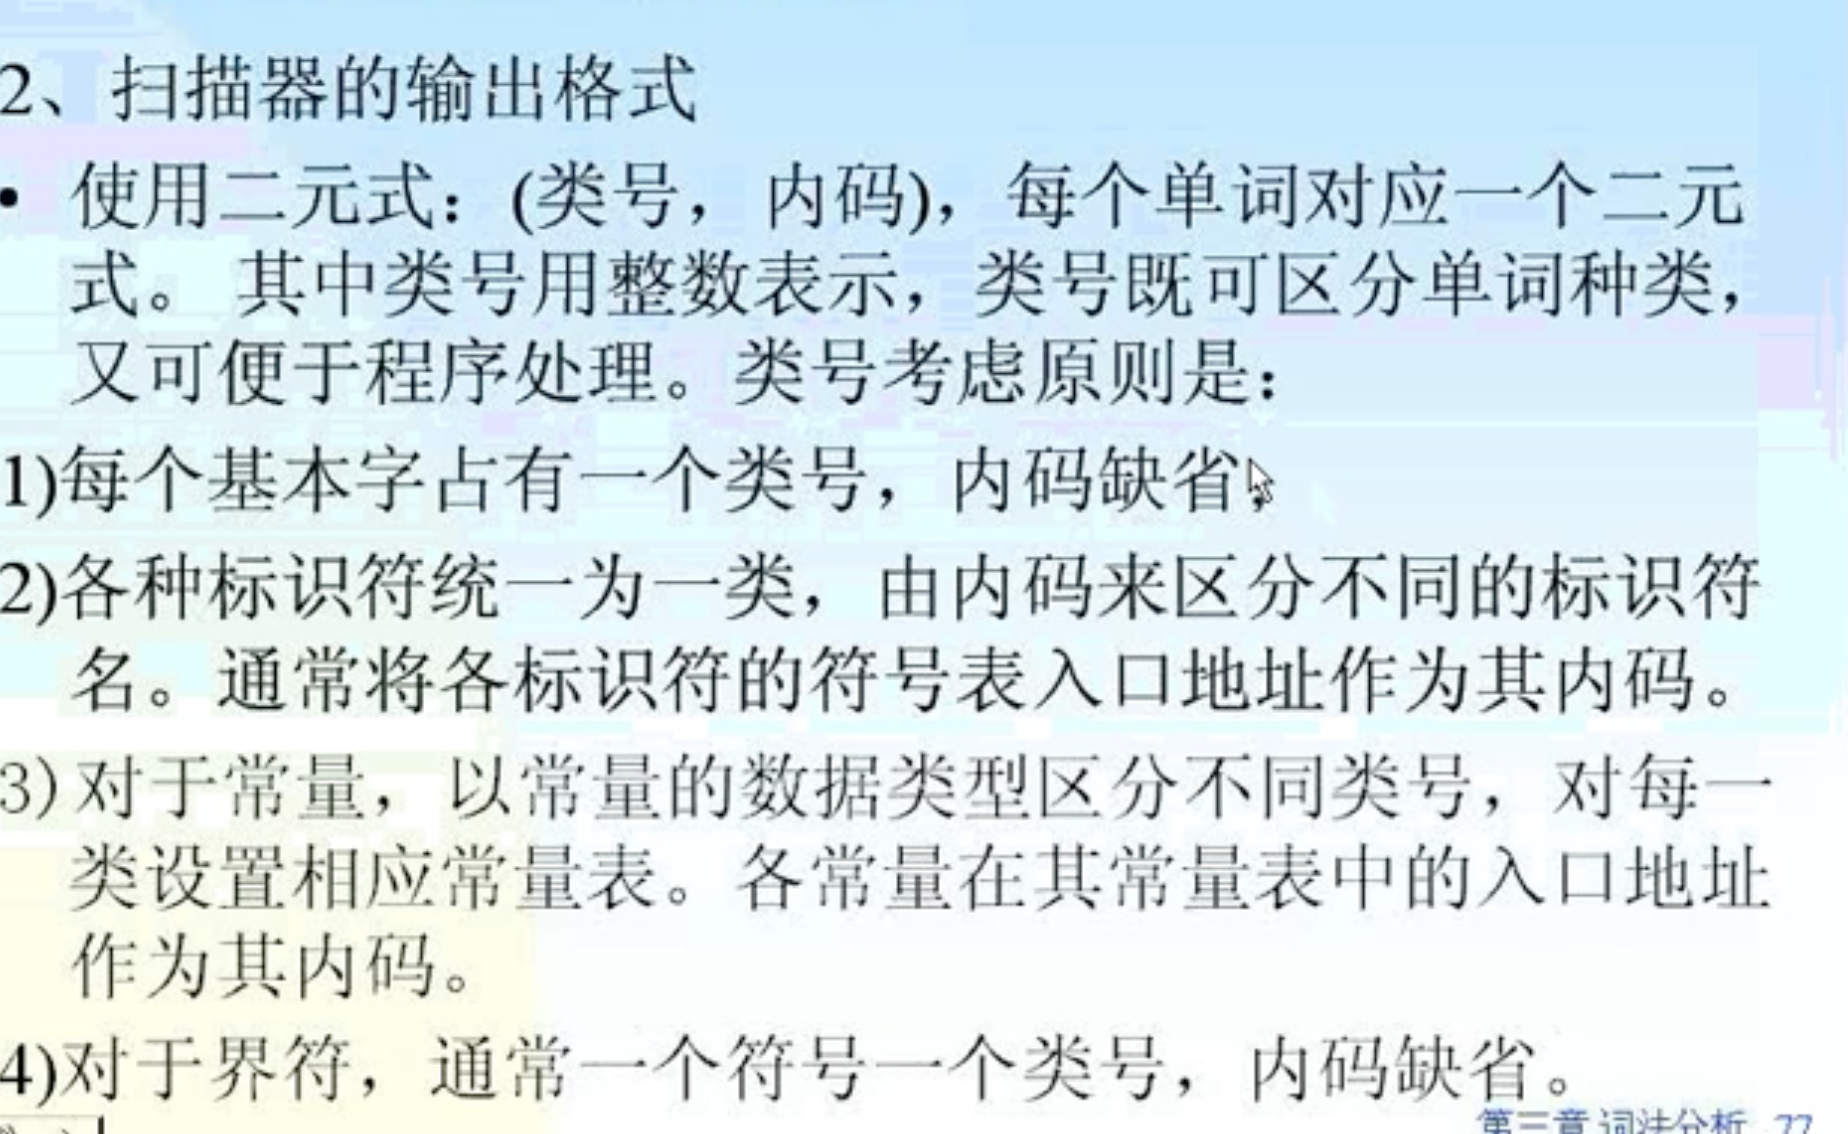 2、扫描器的输出格式
• 使用二元式：(类号，内码)，每个单词对应一个二元
式。其中类号用整数表示，类号既可区分单词种类，
又可便于程序处理。类号考虑原则是：
1)每个基本字占有一个类号，内码缺省;
2)各种标识符统一为一类，由内码来区分不同的标识符
名。通常将各标识符的符号表入口地址作为其内码。
3)对于常量，以常量的数据类型区分不同类号，对每一
类设置相应常量表。各常量在其常量表中的入口地址
作为其内码。
4)对于界符，通常一个符号一个类号，内码缺省。
第三章 词法分析 77